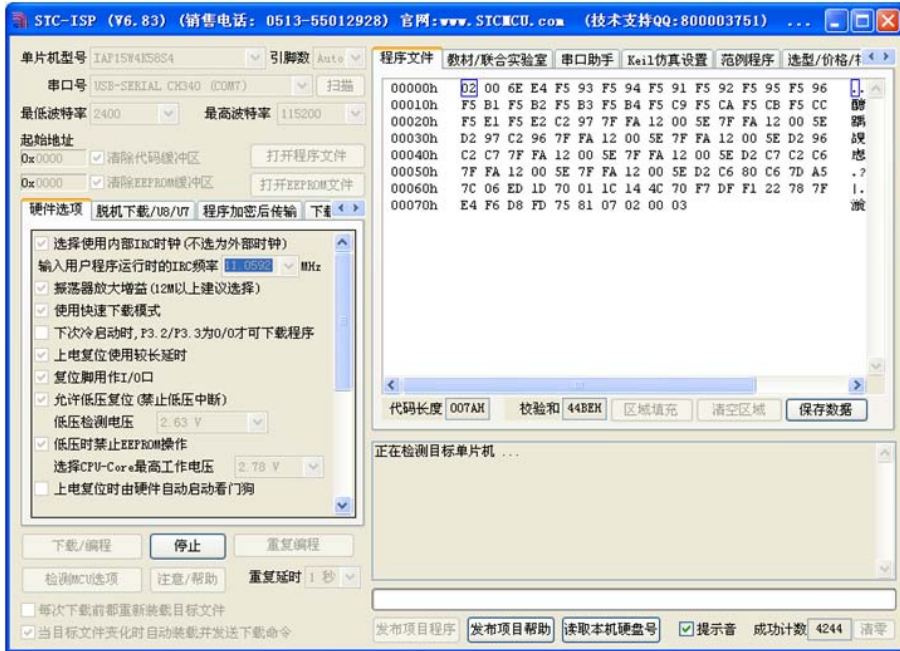 STC-ISP (V6.83) (销售电话: 0513-55012928) 官网:www.STCMCU.com (技术支持QQ:800003751) ...
单片机型号 IAP15W4K58S4 引脚数 Auto
串口号 USB-SERIAL CH340 (COM7) 扫描
最低波特率 2400 最高波特率 115200
起始地址
0x0000 清除代码缓冲区 打开程序文件
0x0000 清除EEPROM缓冲区 打开EEPROM文件
硬件选项 脱机下载/U8/U7 程序加密后传输
选择使用内部IRC时钟(不选为外部时钟)
输入用户程序运行时的IRC频率 11.0592 MHz
振荡器放大增益(12M以上建议选择)
使用快速下载模式
下次冷启动时,P3.2/P3.3为0/0才可下载程序
上电复位使用较长延时
复位脚用作I/O口
允许低压复位(禁止低压中断)
低压检测电压 2.63 V
低压时禁止EEPROM操作
选择CPU-Core最高工作电压 2.78 V
上电复位时由硬件自动启动看门狗
下载/编程 停止 重复编程
检测MCU选项 注意/帮助 重复延时 1 秒
每次下载前都重新装载目标文件
当目标文件变化时自动装载并发送下载命令
程序文件 教材/联合实验室 串口助手 Keil仿真设置 范例程序 选型/价格/
00000h 02 00 6E E4 F5 93 F5 94 F5 91 F5 92 F5 95 F5 96
00010h F5 B1 F5 B2 F5 B3 F5 B4 F5 C9 F5 CA F5 CB F5 CC
00020h F5 E1 F5 E2 C2 97 7F FA 12 00 5E 7F FA 12 00 5E
00030h D2 97 C2 96 7F FA 12 00 5E 7F FA 12 00 5E D2 96
00040h C2 C7 7F FA 12 00 5E 7F FA 12 00 5E D2 C7 C2 C6
00050h 7F FA 12 00 5E 7F FA 12 00 5E D2 C6 80 C6 7D A5 .?
00060h 7C 06 ED 1D 70 01 1C 14 4C 70 F7 DF F1 22 78 7F |.
00070h E4 F6 D8 FD 75 81 07 02 00 03
代码长度 007AH 校验和 44BEH 区域填充 清空区域 保存数据
正在检测目标单片机 ...
发布项目程序 发布项目帮助 读取本机硬盘号 提示音 成功计数 4244 清零